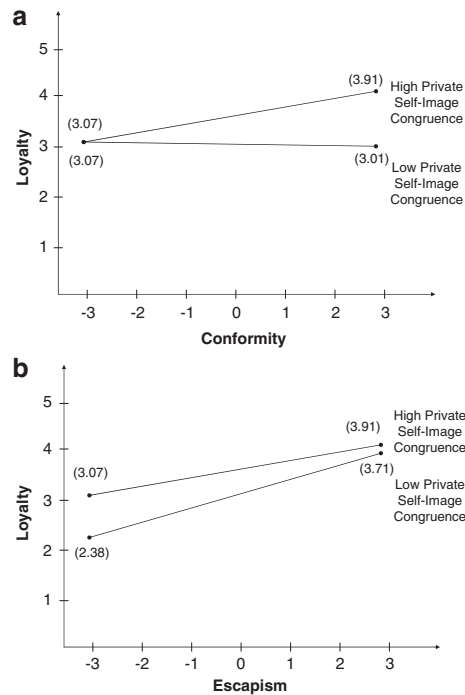 a
5
(3.91)
High Private
Self-Image
Congruence
4
(3.07)
Loyalty
3
(3.07)
(3.01)
Low Private
Self-Image
Congruence
2
1
-3 -2 -1 0 1 2 3
Conformity
b
5
(3.91)
High Private
Self-Image
Congruence
4
(3.07)
(3.71)
Loyalty
3
Low Private
Self-Image
Congruence
2
(2.38)
1
-3 -2 -1 0 1 2 3
Escapism